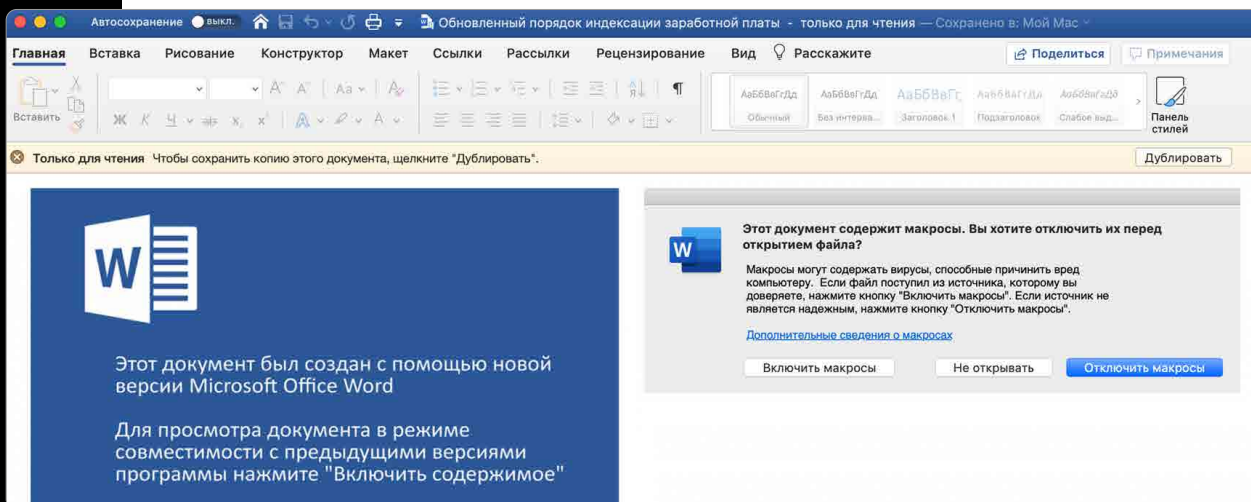 Автосохранение ВЫКЛ. Обновленный порядок индексации заработной платы - только для чтения — Сохранено в: Мой Mac
Главная Вставка Рисование Конструктор Макет Ссылки Рассылки Рецензирование Вид Расскажите Поделиться Примечания
Вставить
Ж К Ч abc x, x A A
A A Aa A
АаБбВвГгДд АаБбВвГгДд АаБбВвГг АаБбВвГгДд АаБбВвГгДд
Обычный Без интерва... Заголовок 1 Подзаголовок Слабое выд...
Панель
стилей
Только для чтения Чтобы сохранить копию этого документа, щелкните "Дублировать". Дублировать
W
Этот документ был создан с помощью новой
версии Microsoft Office Word
Для просмотра документа в режиме
совместимости с предыдущими версиями
программы нажмите "Включить содержимое"
W
Этот документ содержит макросы. Вы хотите отключить их перед
открытием файла?
Макросы могут содержать вирусы, способные причинить вред
компьютеру. Если файл поступил из источника, которому вы
доверяете, нажмите кнопку "Включить макросы". Если источник не
является надежным, нажмите кнопку "Отключить макросы".
Дополнительные сведения о макросах
Включить макросы Не открывать Отключить макросы